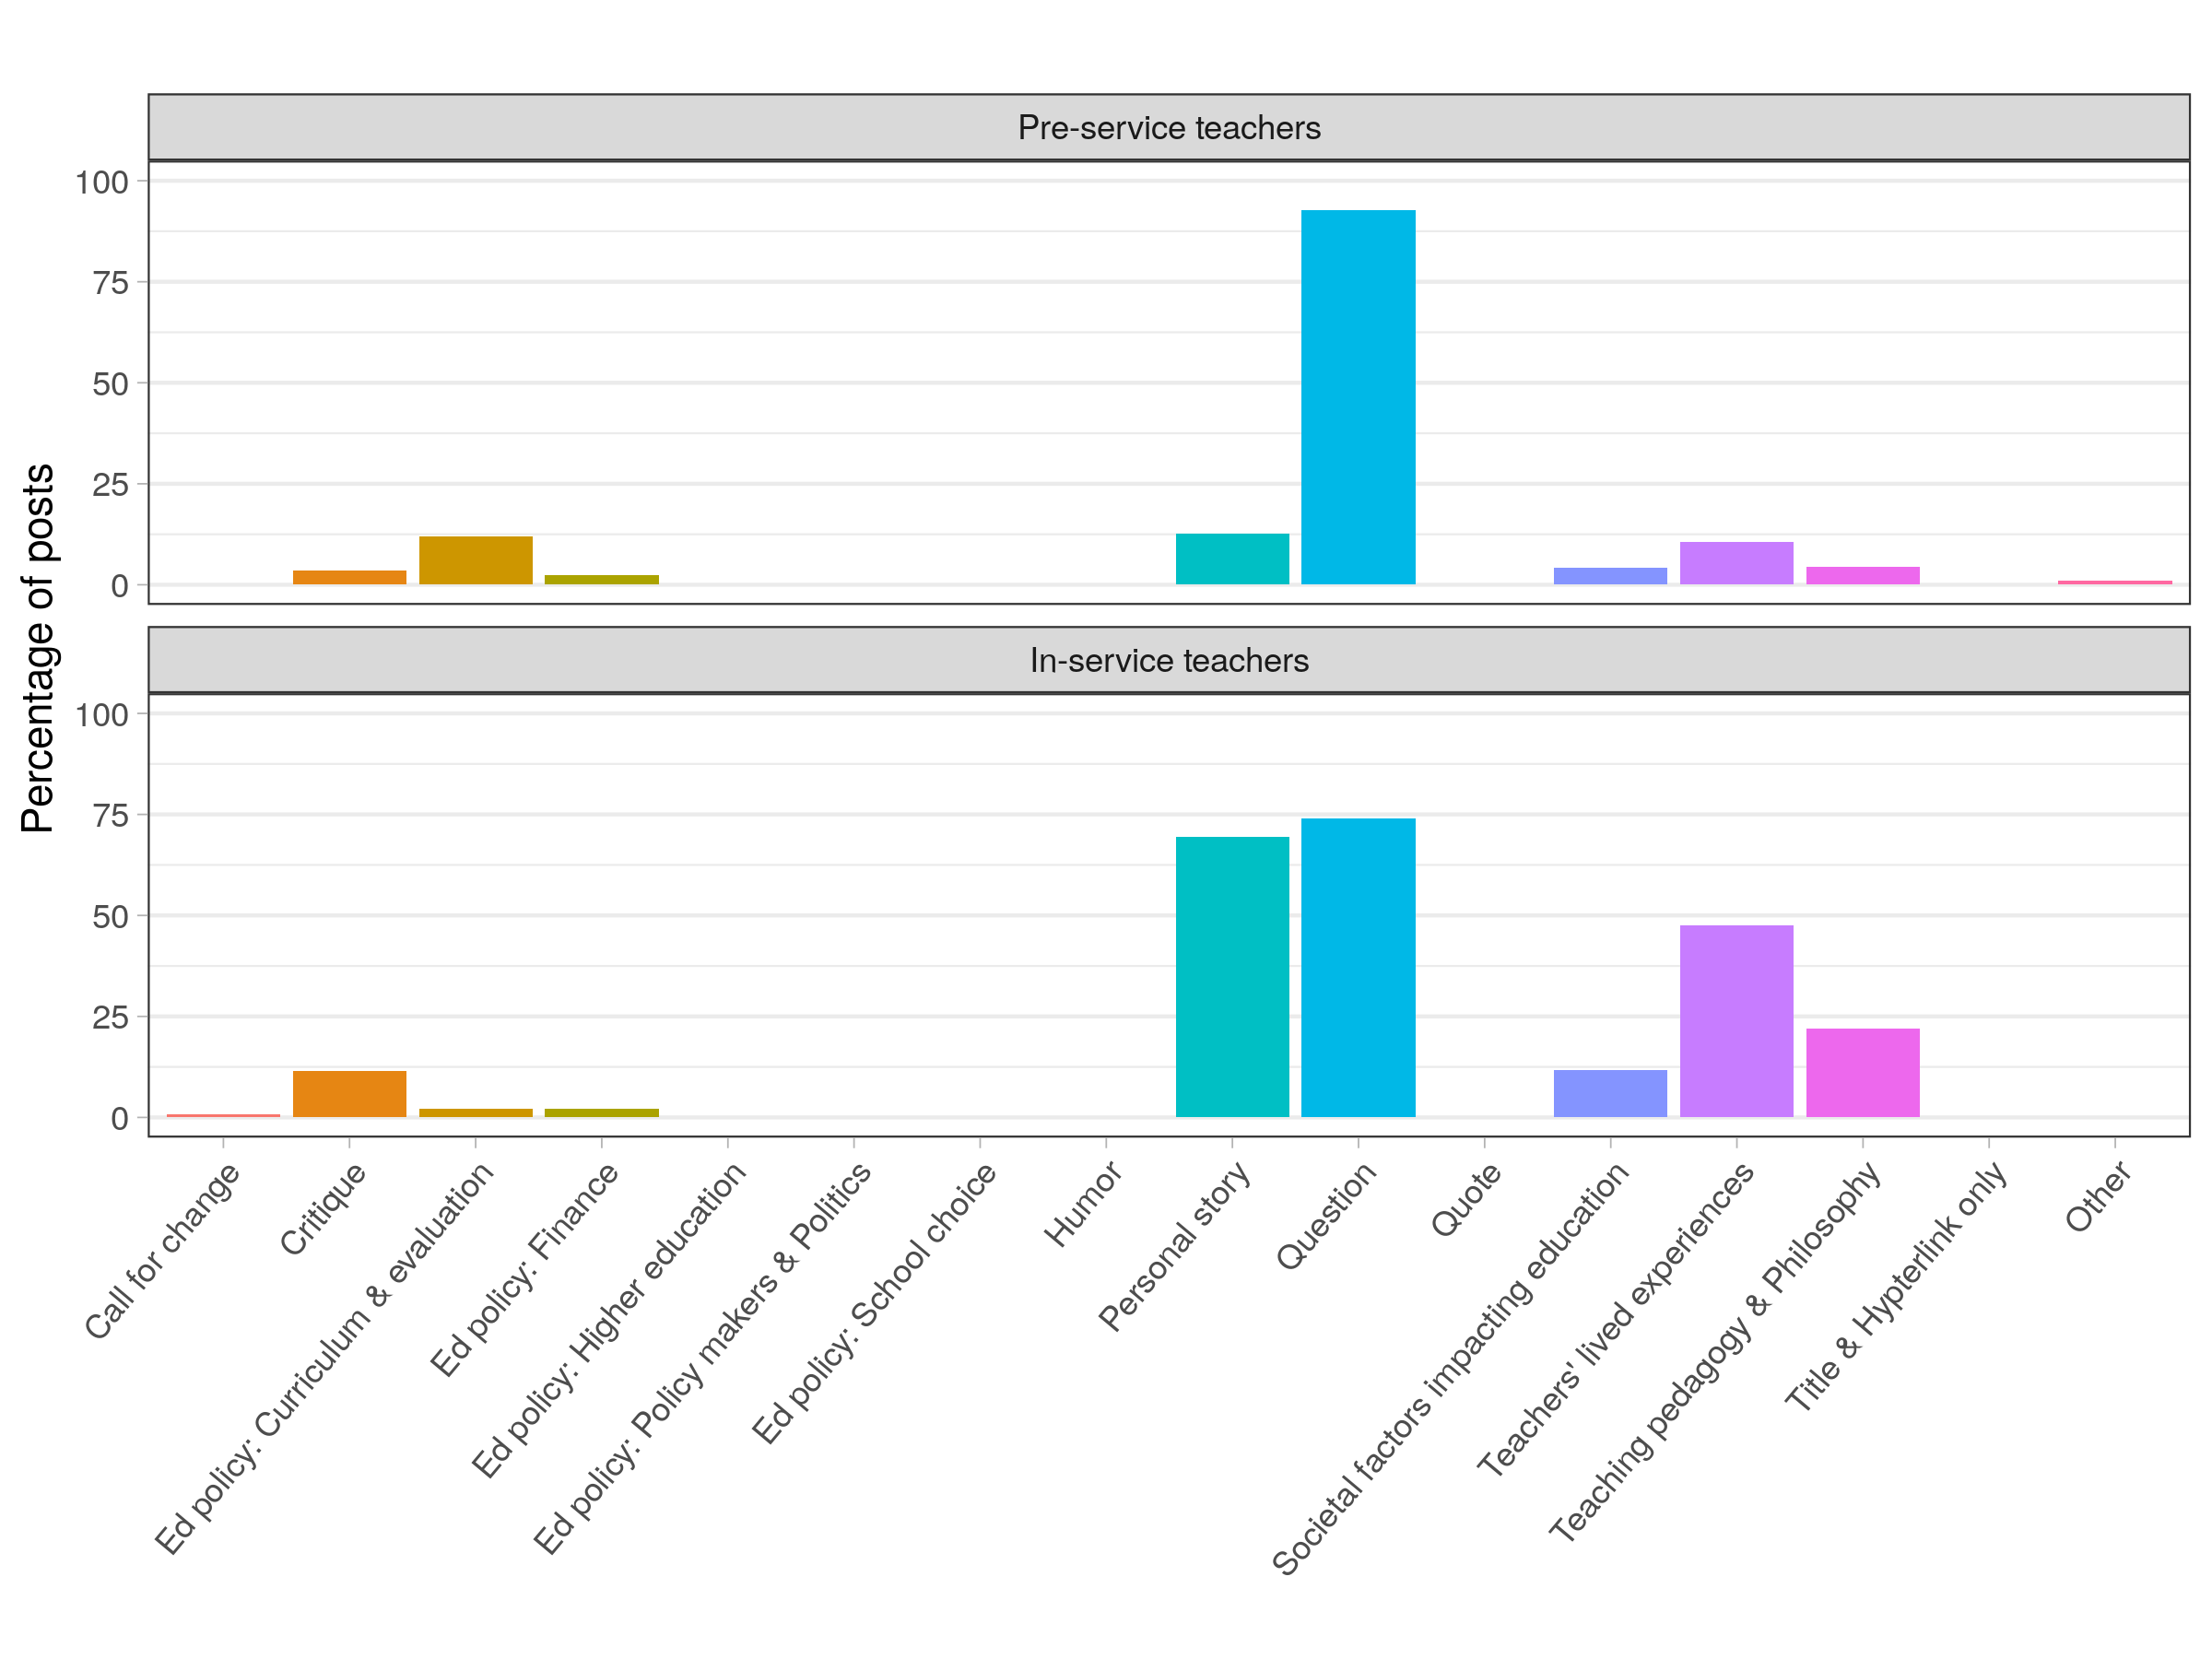 Pre-service teachers
100
75
50
25
0
In-service teachers
100
75
50
25
0
Percentage of posts
Call for change
Critique
Ed policy: Curriculum & evaluation
Ed policy: Finance
Ed policy: Higher education
Ed policy: Policy makers & Politics
Ed policy: School choice
Humor
Personal story
Question
Quote
Societal factors impacting education
Teachers' lived experiences
Teaching pedagogy & Philosophy
Title & Hypterlink only
Other